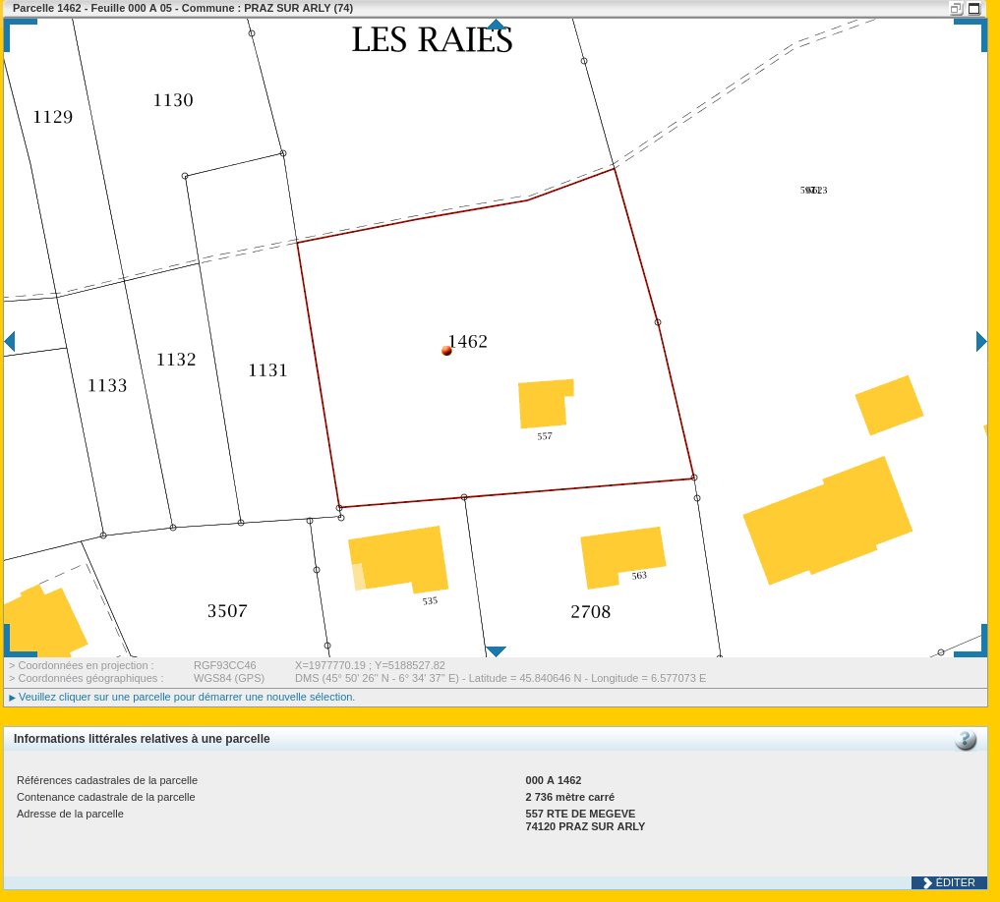 Parcelle 1462 - Feuille 000 A 05 - Commune : PRAZ SUR ARLY (74)
LES RAIES
1130
1129
1462
1132
1131
1133
557
563
535
3507
2708
> Coordonnées en projection : RGF93CC46 X=1977770.19 ; Y=5188527.82
> Coordonnées géographiques : WGS84 (GPS) DMS (45° 50' 26" N - 6° 34' 37" E) - Latitude = 45.840646 N - Longitude = 6.577073 E
Veuillez cliquer sur une parcelle pour démarrer une nouvelle sélection.
Informations littérales relatives à une parcelle
?
Références cadastrales de la parcelle 000 A 1462
Contenance cadastrale de la parcelle 2 736 mètre carré
Adresse de la parcelle 557 RTE DE MEGEVE
74120 PRAZ SUR ARLY
ÉDITER